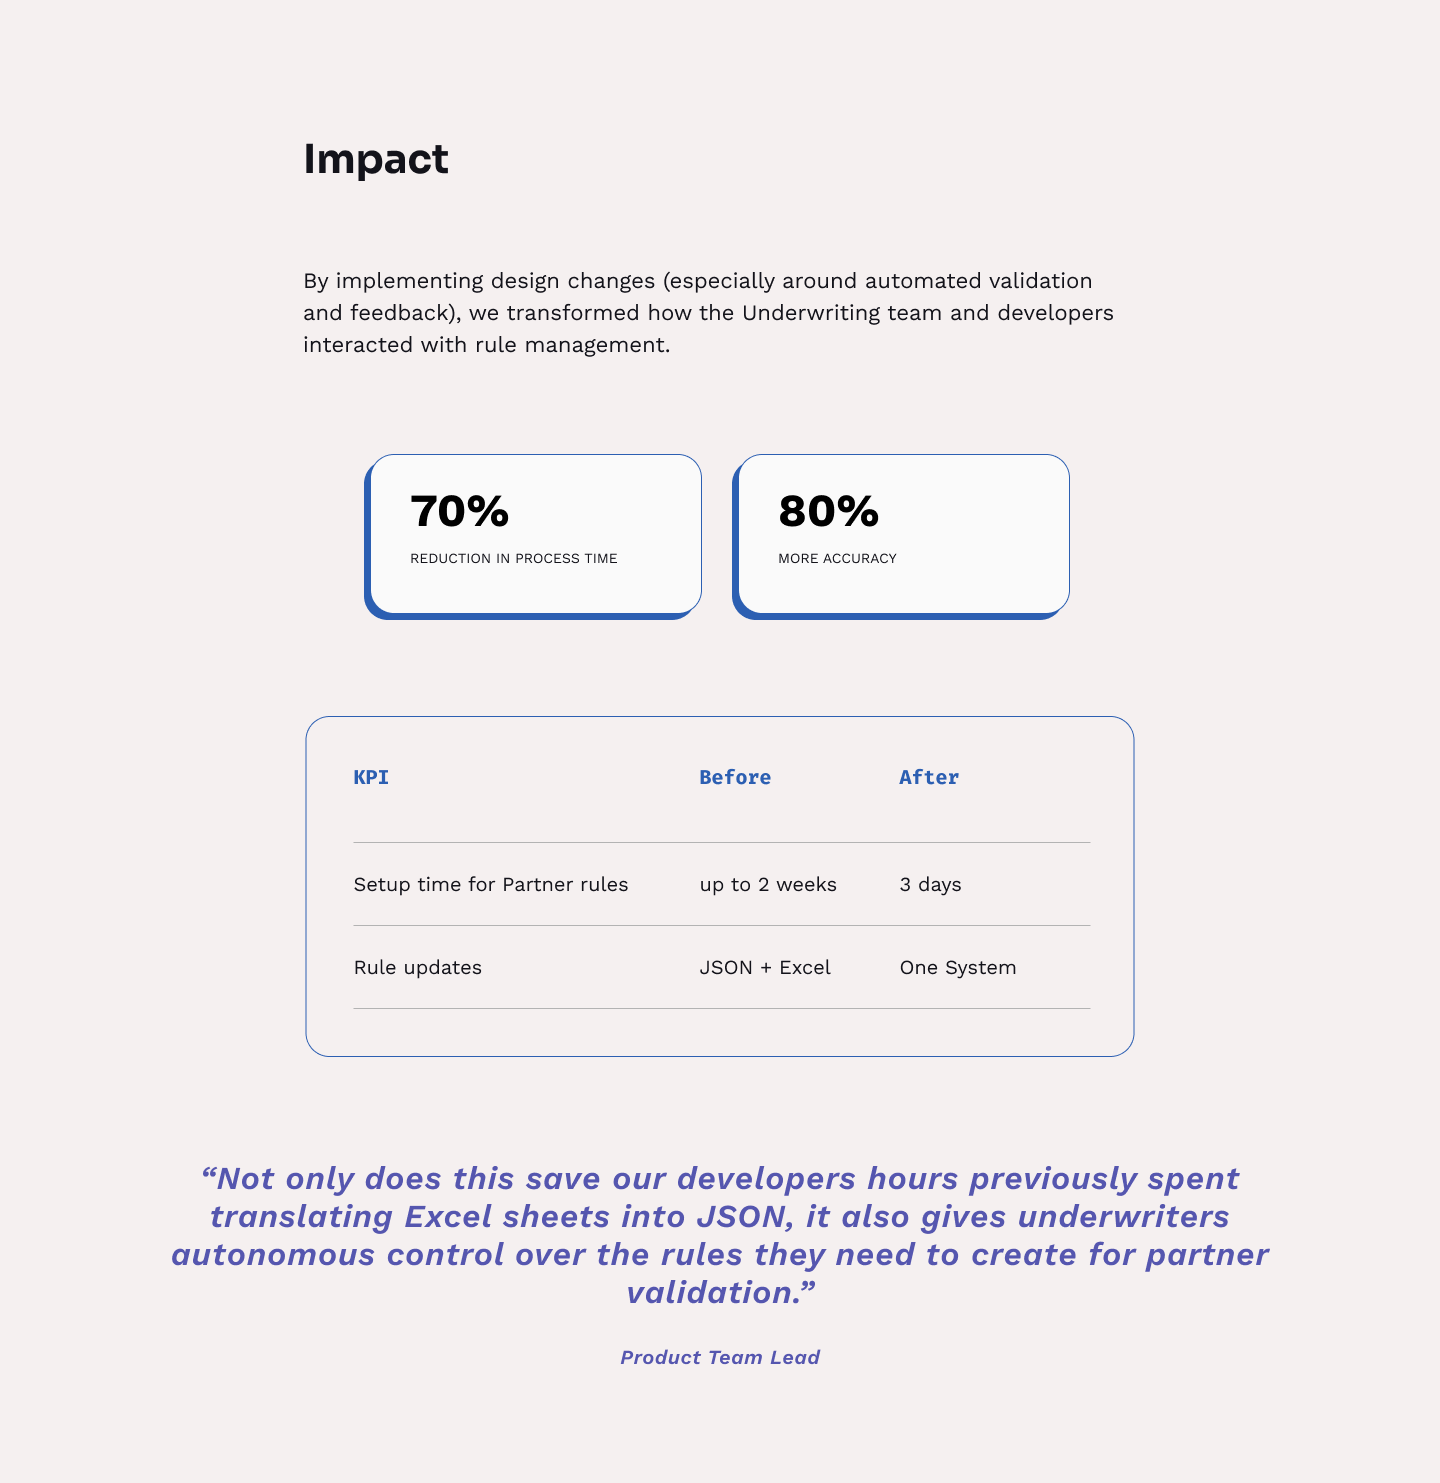 Impact
By implementing design changes (especially around automated validation
and feedback), we transformed how the Underwriting team and developers
interacted with rule management.
70% 80%
REDUCTION IN PROCESS TIME MORE ACCURACY
KPI Before After
Setup time for Partner rules up to 2 weeks 3 days
Rule updates JSON + Excel One System
“Not only does this save our developers hours previously spent
translating Excel sheets into JSON, it also gives underwriters
autonomous control over the rules they need to create for partner
validation.”
Product Team Lead